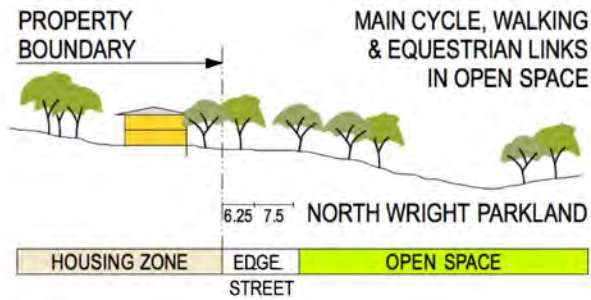 PROPERTY
BOUNDARY
MAIN CYCLE, WALKING
& EQUESTRIAN LINKS
IN OPEN SPACE
6.25 7.5
NORTH WRIGHT PARKLAND
HOUSING ZONE
EDGE
STREET
OPEN SPACE